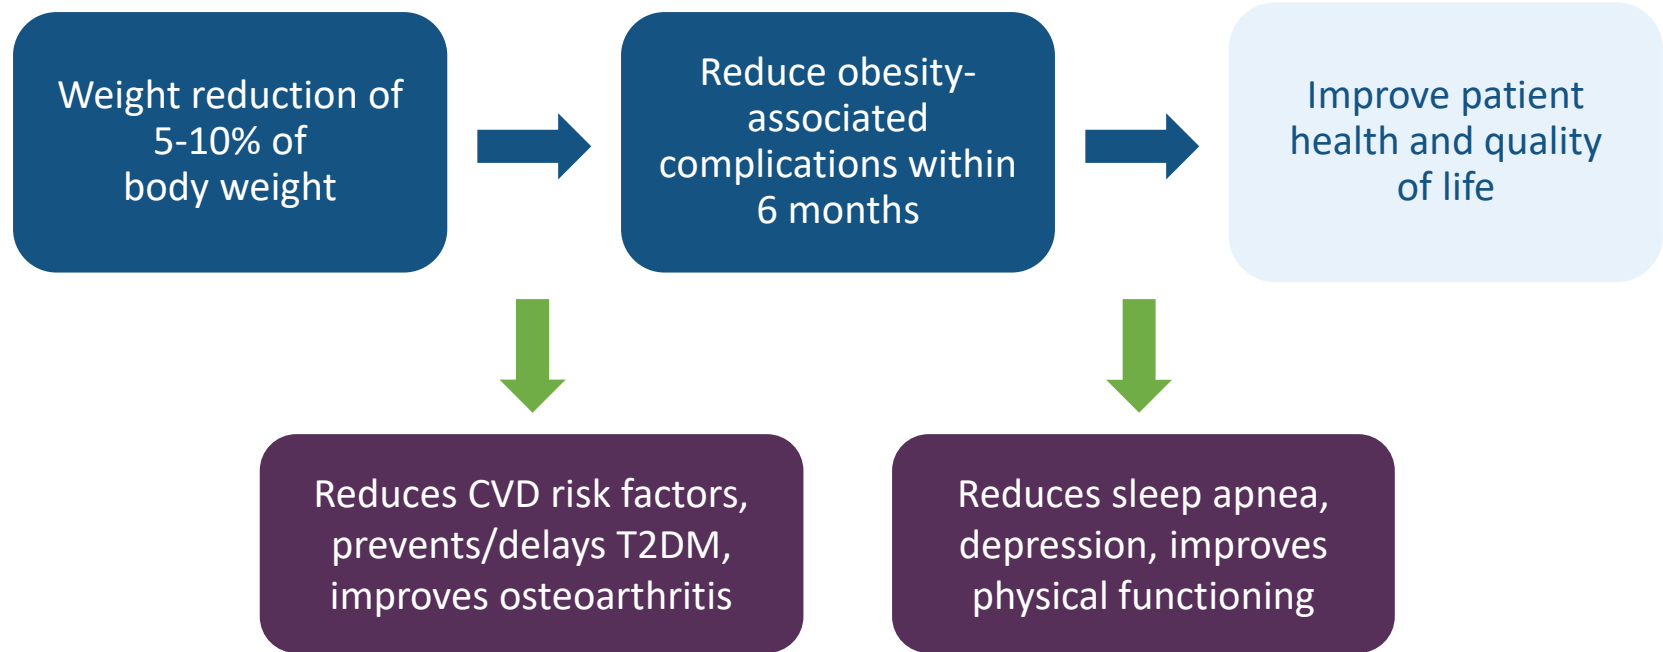 Weight reduction of
5-10% of
body weight
Reduce obesity-
associated
complications within
6 months
Improve patient
health and quality
of life
Reduces CVD risk factors,
prevents/delays T2DM,
improves osteoarthritis
Reduces sleep apnea,
depression, improves
physical functioning